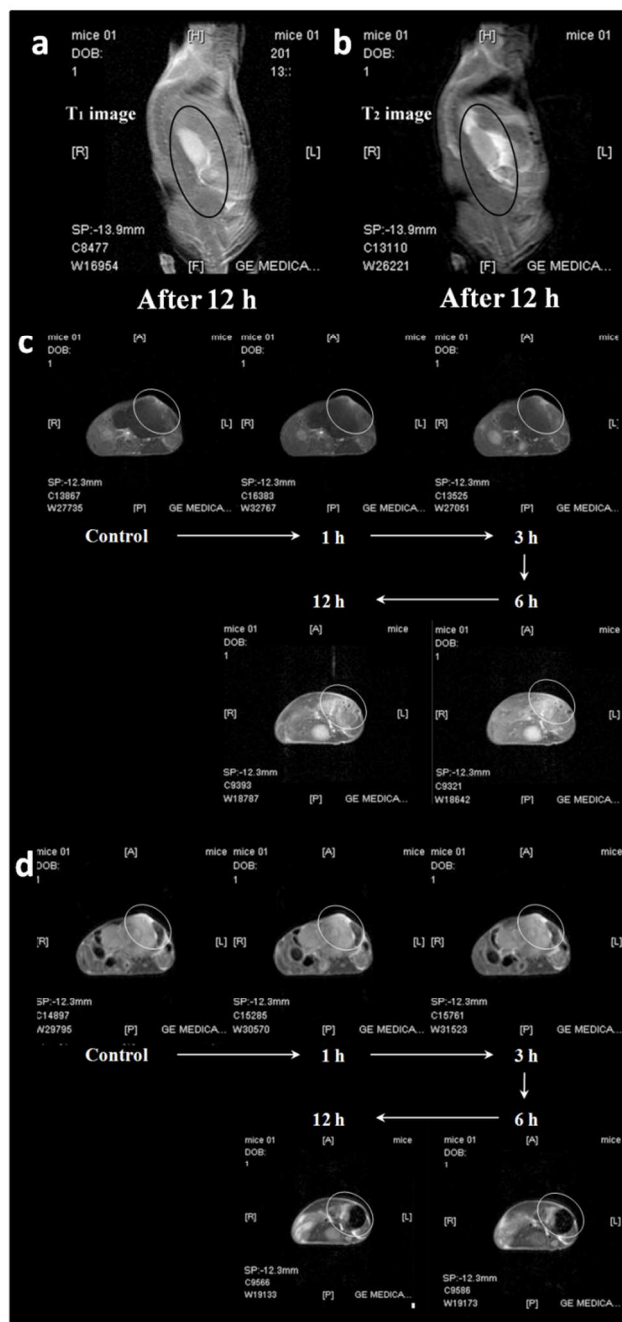 a
mice 01 [H] 201
DOB: 13:
1
T1 image
[R] [L]
SP:-13.9mm
C8477
W16954 [F] GE MEDICA...
After 12 h
b
mice 01 [H] mice 01
DOB:
1
T2 image
[R] [L]
SP:-13.9mm
C13110
W26221 [F] GE MEDICA...
After 12 h
c
mice 01 [A] mice
DOB:
1
[R] [L]
SP:-12.3mm
C13867
W27735 [P] GE MEDICA...
Control
mice 01 [A] mice
DOB:
1
[R] [L]
SP:-12.3mm
C16383
W32767 [P] GE MEDICA...
1 h
mice 01 [A] mice
DOB:
1
[R] [L]
SP:-12.3mm
C13525
W27051 [P] GE MEDICA...
3 h
12 h 6 h
mice 01 [A] mice
DOB:
1
[R] [L]
SP:-12.3mm
C9393
W18787 [P] GE MEDICA...
mice 01 [A] mice
DOB:
1
[R] [L]
SP:-12.3mm
C9321
W18642 [P] GE MEDICA...
d
mice 01 [A] mice
DOB:
1
[R] [L]
SP:-12.3mm
C14897
W29795 [P] GE MEDICA...
Control
mice 01 [A] mice
DOB:
1
[R] [L]
SP:-12.3mm
C15285
W30570 [P] GE MEDICA...
1 h
mice 01 [A] mice
DOB:
1
[R] [L]
SP:-12.3mm
C15761
W31523 [P] GE MEDICA...
3 h
12 h 6 h
mice 01 [A] mice
DOB:
1
[R] [L]
SP:-12.3mm
C9566
W19133 [P] GE MEDICA...
mice 01 [A] mice
DOB:
1
[R] [L]
SP:-12.3mm
C9586
W19173 [P] GE MEDICA...